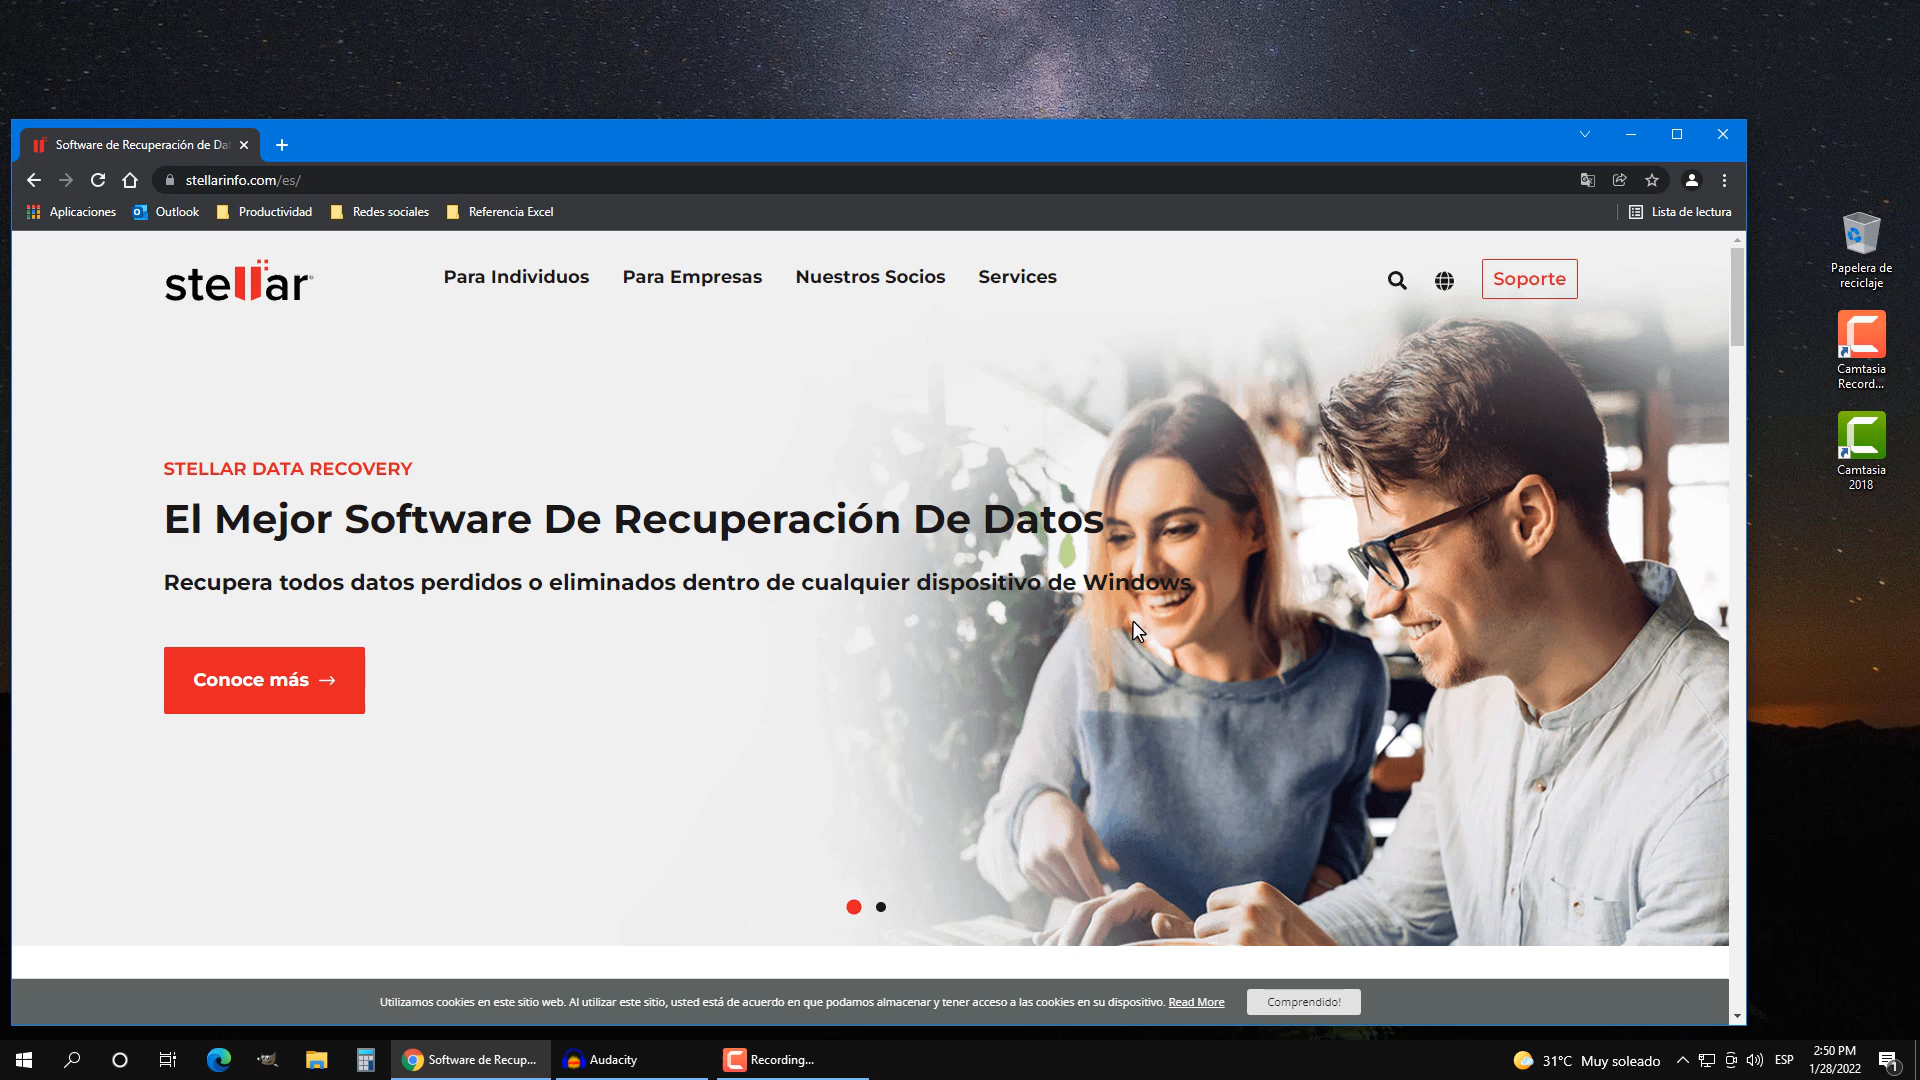 Software de Recuperación de Da
stellarinfo.com/es/
Aplicaciones
Outlook
Productividad
Redes sociales
Referencia Excel
Lista de lectura
stellar
Para Individuos
Para Empresas
Nuestros Socios
Services
Soporte
STELLAR DATA RECOVERY
El Mejor Software De Recuperación De Datos
Recupera todos datos perdidos o eliminados dentro de cualquier dispositivo de Windows
Conoce más →
Utilizamos cookies en este sitio web. Al utilizar este sitio, usted está de acuerdo en que podamos almacenar y tener acceso a las cookies en su dispositivo. Read More
Comprendido!
Papelera de
reciclaje
Camtasia
Record...
Camtasia
2018
Software de Recup...
Audacity
Recording...
31°C Muy soleado
ESP
2:50 PM
1/28/2022
1